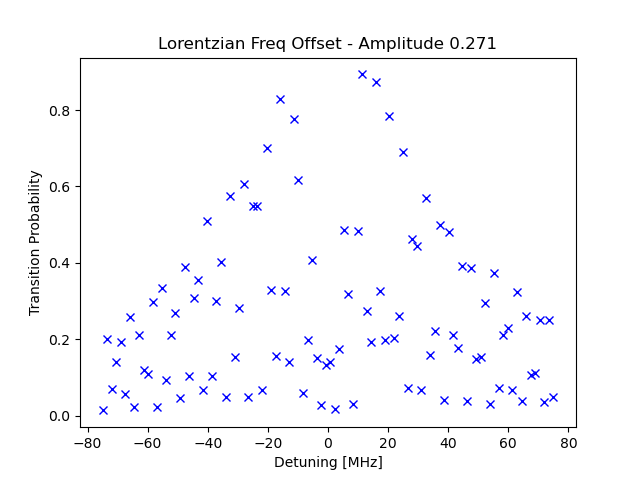 Lorentzian Freq Offset - Amplitude 0.271
Transition Probability
0.8
0.6
0.4
0.2
0.0
−80 −60 −40 −20 0 20 40 60 80
Detuning [MHz]